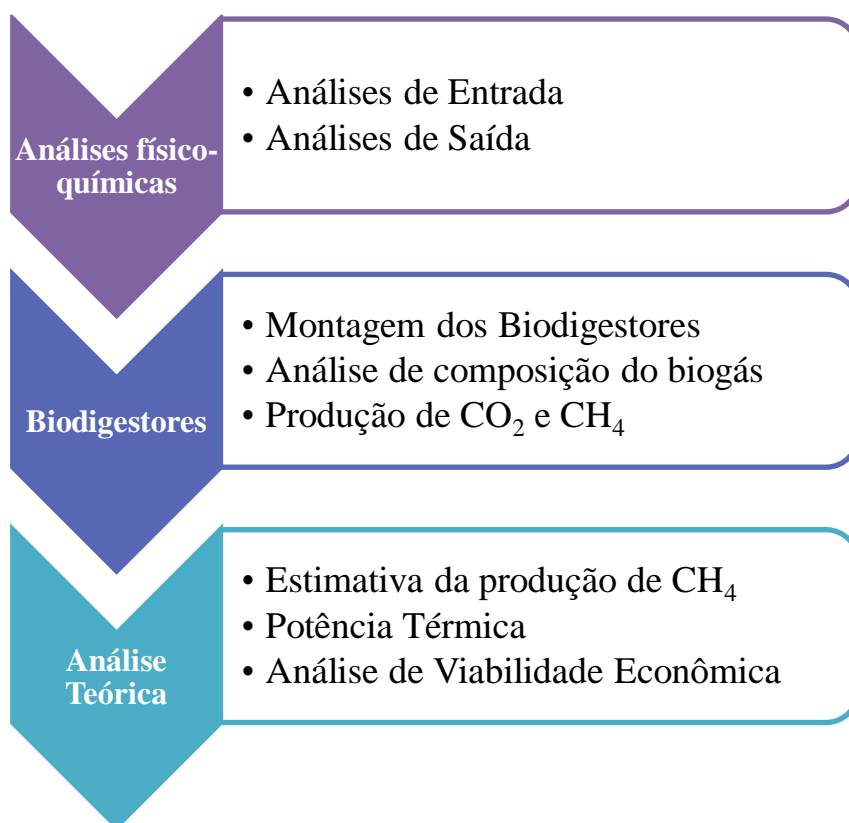 Análises físico-
químicas
• Análises de Entrada
• Análises de Saída
Biodigestores
• Montagem dos Biodigestores
• Análise de composição do biogás
• Produção de CO₂ e CH₄
Análise
Teórica
• Estimativa da produção de CH₄
• Potência Térmica
• Análise de Viabilidade Econômica